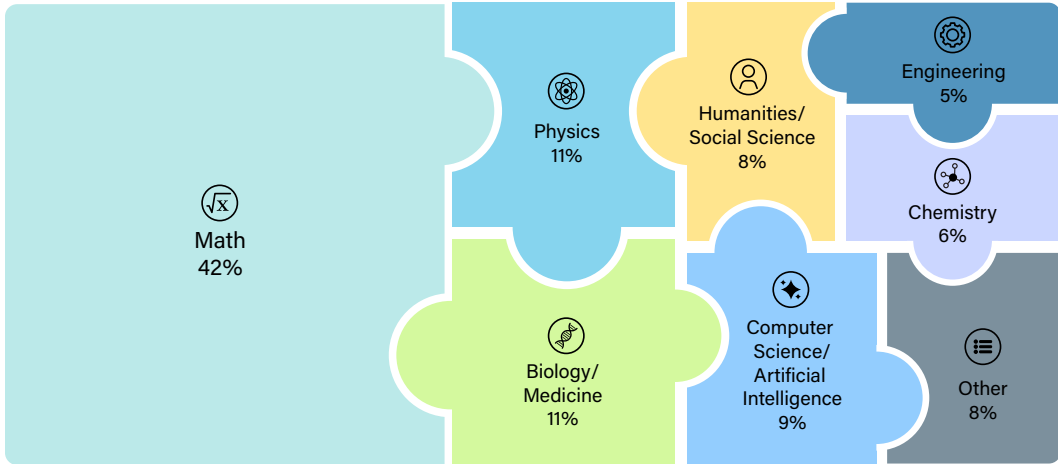 √x
Math
42%
Physics
11%
Biology/
Medicine
11%
Humanities/
Social Science
8%
Computer
Science/
Artificial
Intelligence
9%
Engineering
5%
Chemistry
6%
Other
8%